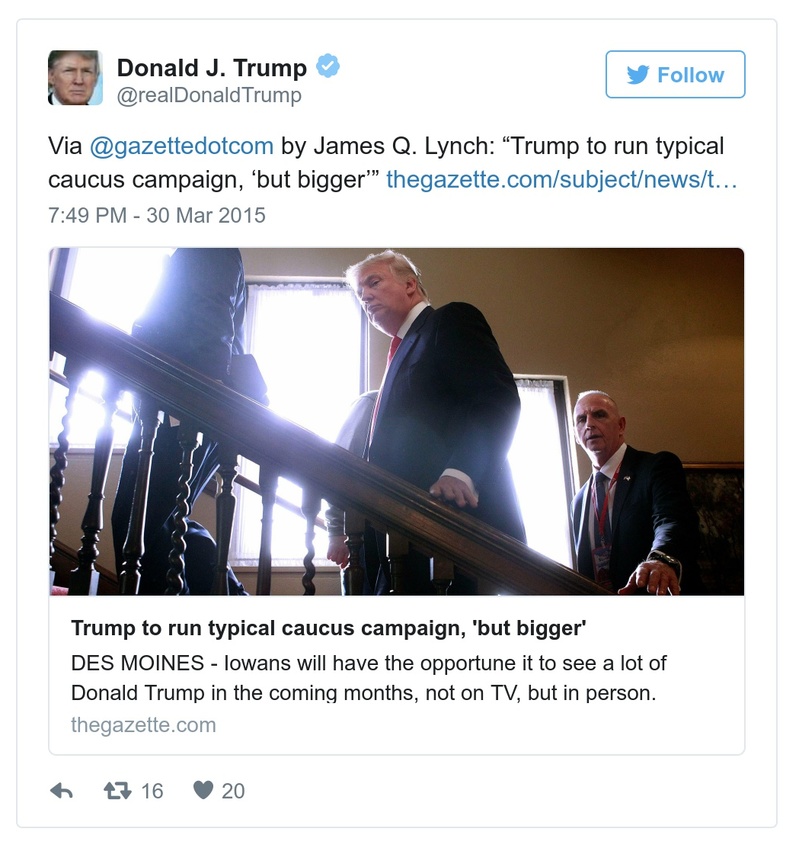 Donald J. Trump
@realDonaldTrump
Follow
Via @gazettedotcom by James Q. Lynch: “Trump to run typical
caucus campaign, ‘but bigger’” thegazette.com/subject/news/t…
7:49 PM - 30 Mar 2015
Trump to run typical caucus campaign, 'but bigger'
DES MOINES - Iowans will have the opportune it to see a lot of
Donald Trump in the coming months, not on TV, but in person.
thegazette.com
16
20